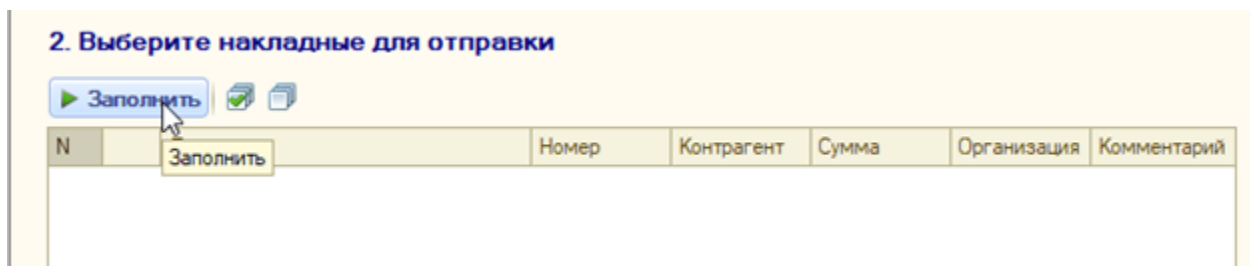 2. Выберите накладные для отправки
Заполнить
N Номер Контрагент Сумма Организация Комментарий
Заполнить